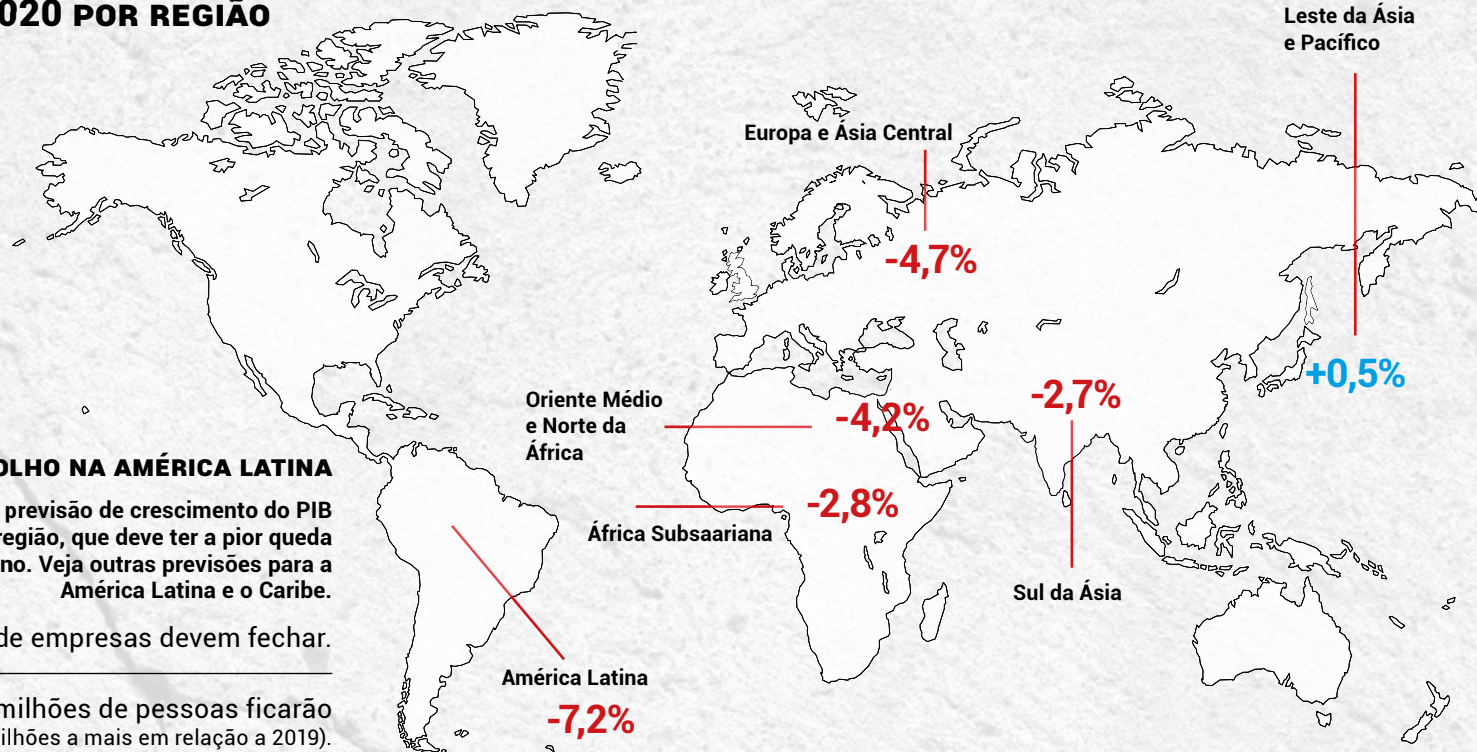 020 POR REGIÃO
Leste da Ásia
e Pacífico
Europa e Ásia Central
-4,7%
+0,5%
-2,7%
Oriente Médio
e Norte da
África
-4,2%
-2,8%
África Subsaariana
Sul da Ásia
OLHO NA AMÉRICA LATINA
previsão de crescimento do PIB
região, que deve ter a pior queda
no. Veja outras previsões para a
América Latina e o Caribe.
de empresas devem fechar.
milhões de pessoas ficarão
ilhões a mais em relação a 2019).
América Latina
-7,2%